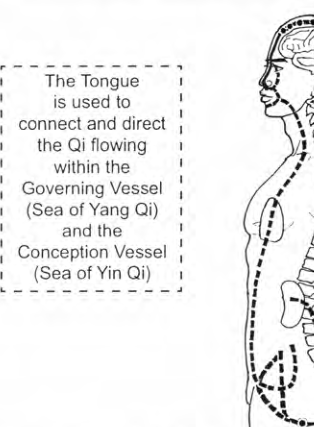 The Tongue
is used to
connect and direct
the Qi flowing
within the
Governing Vessel
(Sea of Yang Qi)
and the
Conception Vessel
(Sea of Yin Qi)